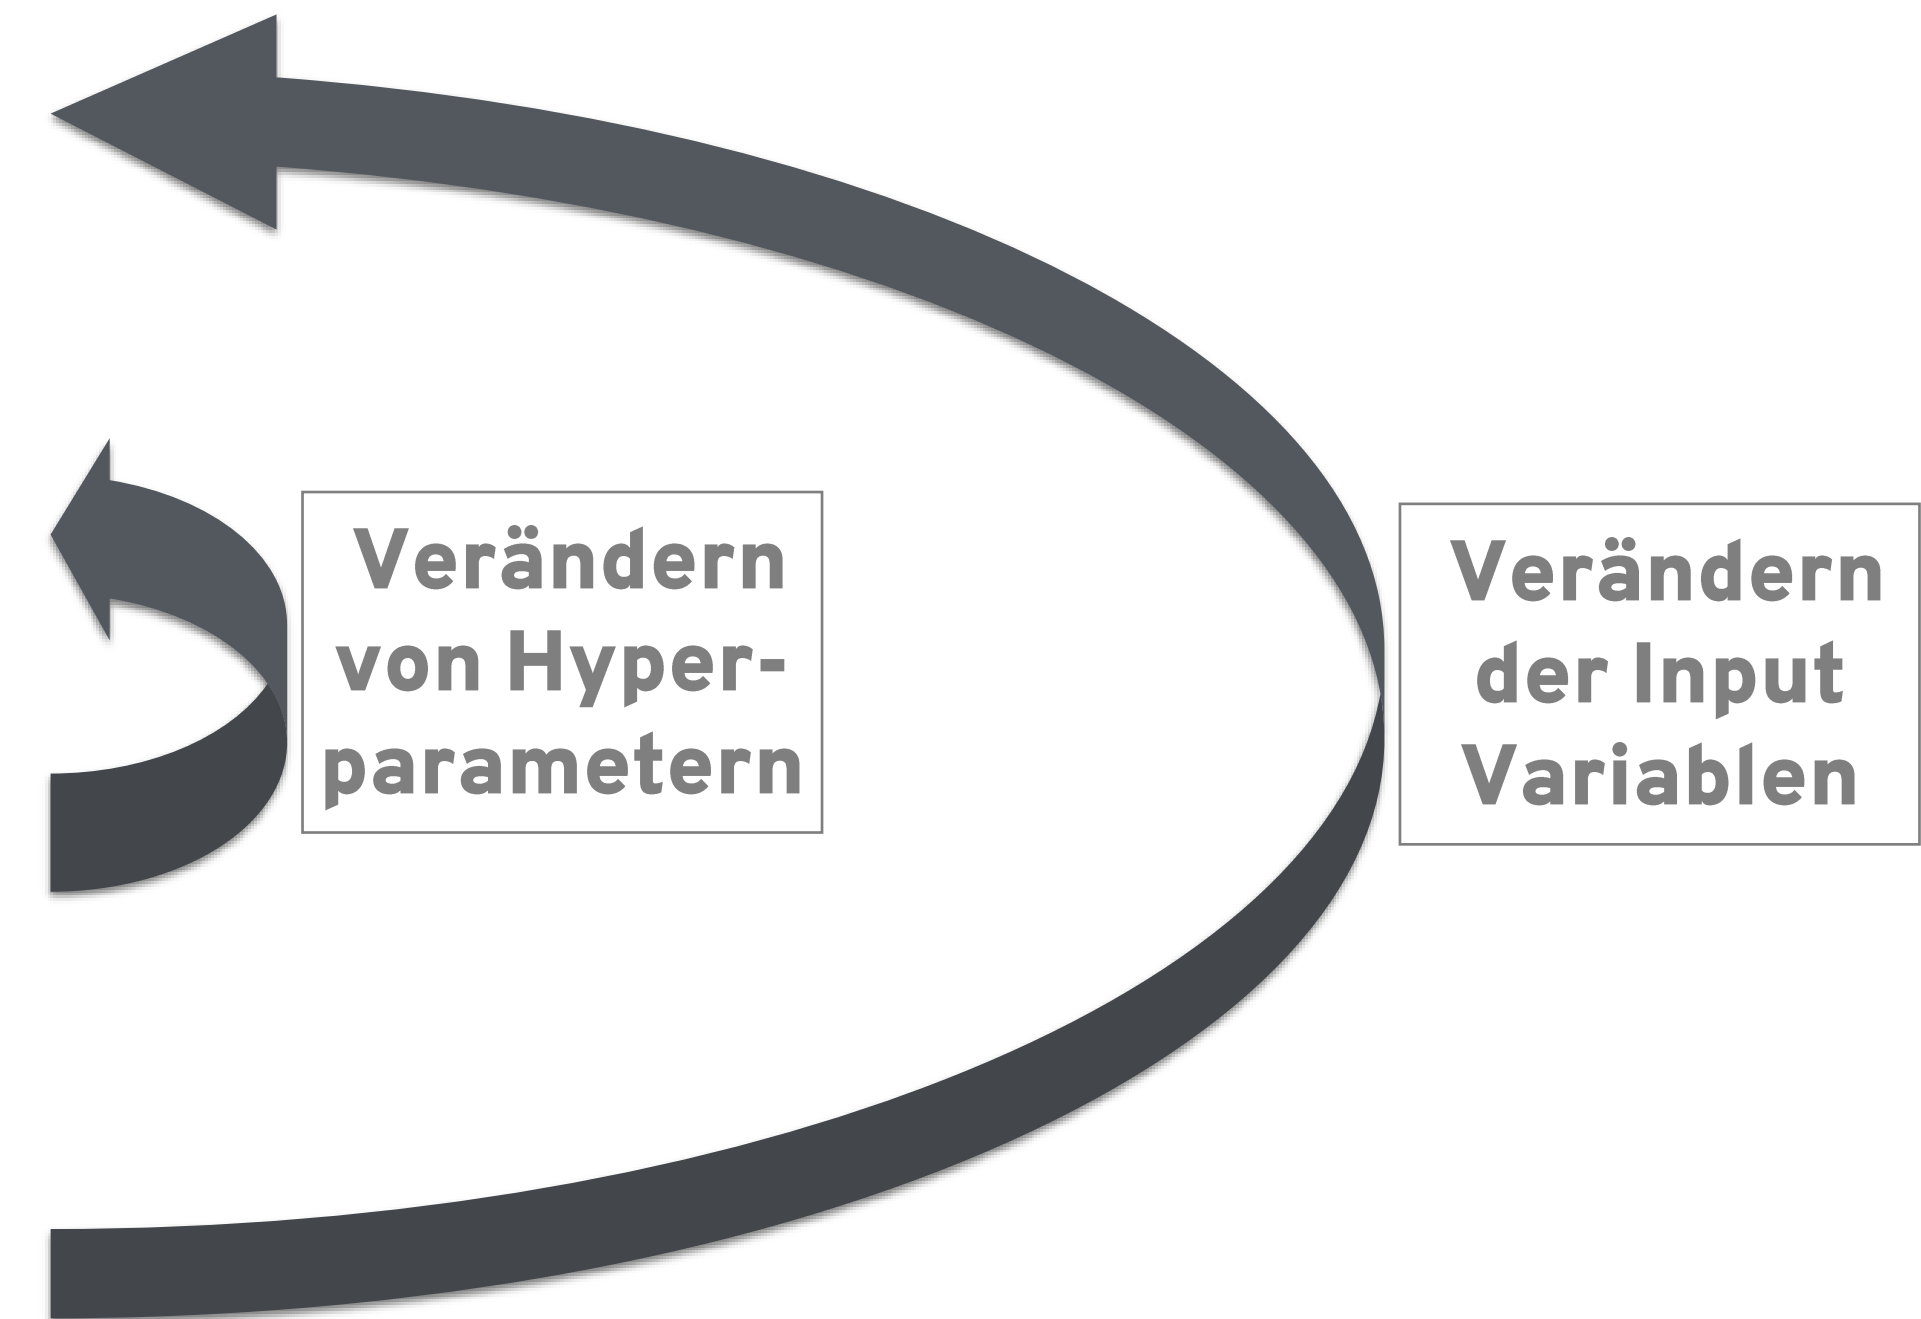 Verändern
von Hyper-
parametern
Verändern
der Input
Variablen